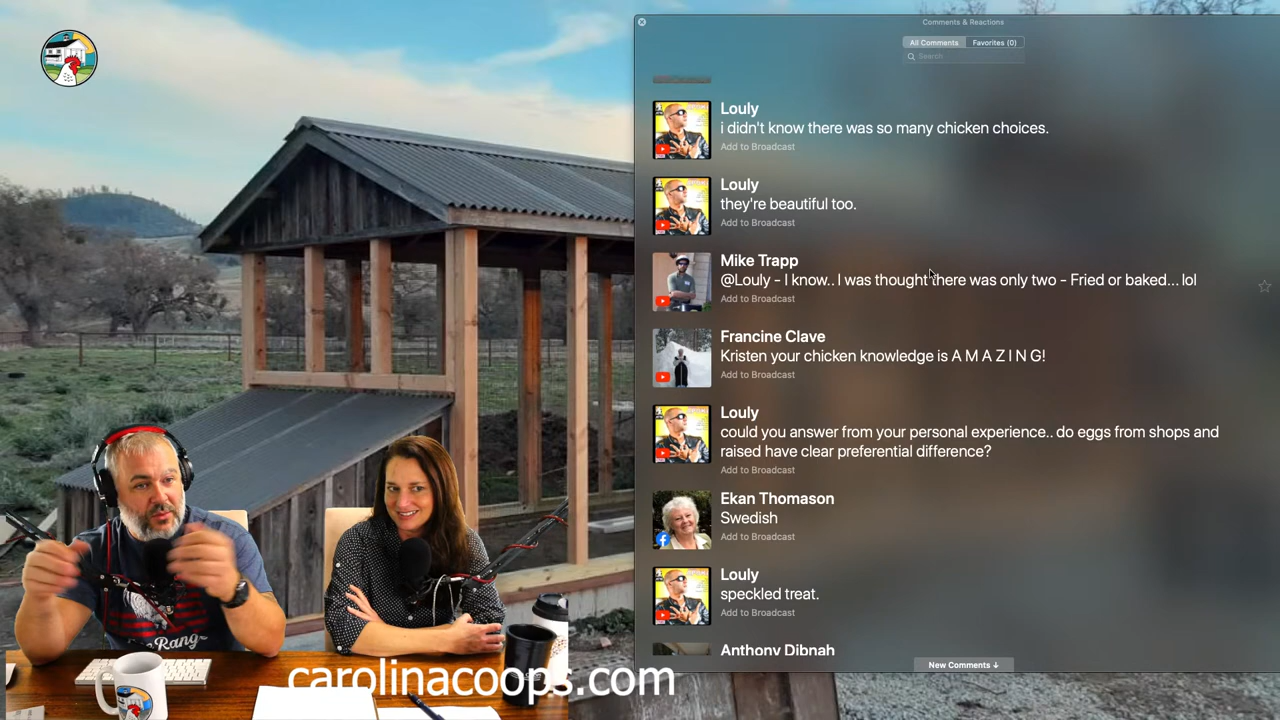 Comments & Reactions
All Comments
Favorites (0)
Search
Louly
i didn't know there was so many chicken choices.
Add to Broadcast
Louly
they're beautiful too.
Add to Broadcast
Mike Trapp
@Louly - I know.. I was thought there was only two - Fried or baked... lol
Add to Broadcast
Francine Clave
Kristen your chicken knowledge is A M A Z I N G!
Add to Broadcast
Louly
could you answer from your personal experience.. do eggs from shops and
raised have clear preferential difference?
Add to Broadcast
Ekan Thomason
Swedish
Add to Broadcast
Louly
speckled treat.
Add to Broadcast
Anthony Dibnah
New Comments ↓
carolinacoops.com